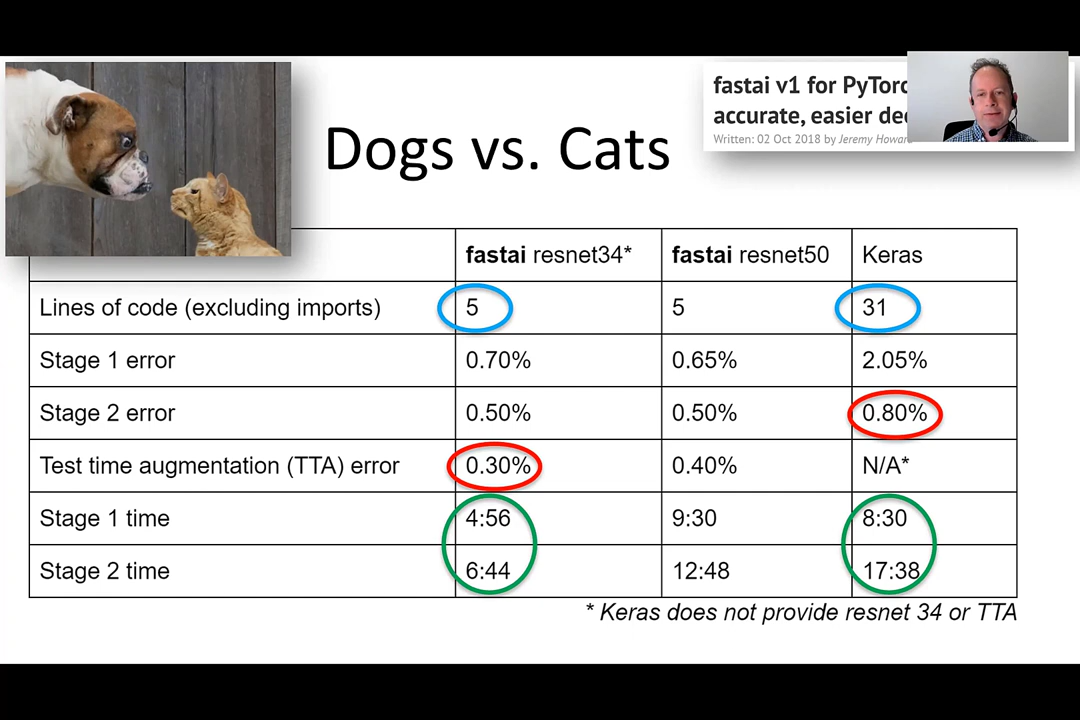 fastai v1 for PyTorc
accurate, easier
Written: 02 Oct 2018 by Jeremy Howard
Dogs vs. Cats
fastai resnet34* fastai resnet50 Keras
Lines of code (excluding imports) 5 5 31
Stage 1 error 0.70% 0.65% 2.05%
Stage 2 error 0.50% 0.50% 0.80%
Test time augmentation (TTA) error 0.30% 0.40% N/A*
Stage 1 time 4:56 9:30 8:30
Stage 2 time 6:44 12:48 17:38
* Keras does not provide resnet 34 or TTA